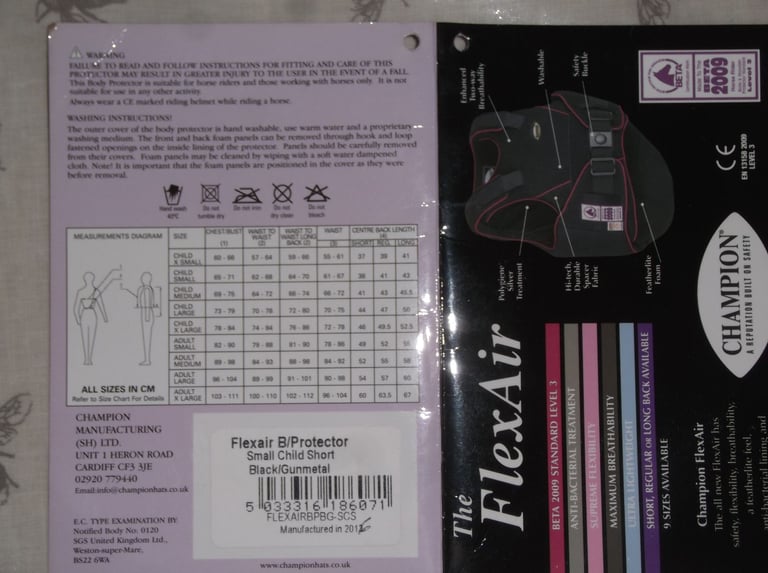 WARNING
FAILURE TO READ AND FOLLOW INSTRUCTIONS FOR FITTING AND CARE OF THIS
PROTECTOR MAY RESULT IN GREATER INJURY TO THE USER IN THE EVENT OF A FALL.
This Body Protector is suitable for horse riders and those working with horses only. It is not
suitable for use in any other activity.
Always wear a CE marked riding helmet while riding a horse.
WASHING INSTRUCTIONS!
The outer cover of the body protector is hand washable, use warm water and a proprietary
washing medium. The front and back foam panels can be removed through hook and loop
fastened openings on the inside lining of the protector. Panels should be carefully removed
from their covers. Foam panels may be cleaned by wiping with a soft water dampened
cloth. Note! It is important that the foam panels are positioned in the cover as they were
before removal.
Hand wash 40°C
Do not tumble dry
Do not iron
Do not dry clean
Do not bleach
MEASUREMENTS DIAGRAM
ALL SIZES IN CM
Refer to Size Chart For Details
SIZE CHEST/BUST (1) WAIST TO WAIST (2) WAIST TO WAIST LONG BACK (2) WAIST (3) CENTRE BACK LENGTH (4) SHORT REG. LONG
CHILD X SMALL 60 - 66 57 - 64 59 - 66 55 - 61 37 39 41
CHILD SMALL 65 - 71 62 - 68 64 - 70 61 - 67 38 41 43
CHILD MEDIUM 69 - 75 64 - 72 66 - 74 66 - 72 41 43 45.5
CHILD LARGE 73 - 79 70 - 78 72 - 80 70 - 75 44 47 50
CHILD X LARGE 78 - 84 74 - 84 76 - 86 72 - 78 46 49.5 52.5
ADULT SMALL 82 - 90 79 - 88 81 - 90 78 - 86 49 52 55
ADULT MEDIUM 89 - 98 84 - 93 86 - 96 84 - 92 52 55 58
ADULT LARGE 96 - 104 89 - 99 91 - 101 90 - 98 54 57 60
ADULT X LARGE 103 - 111 100 - 110 102 - 112 96 - 104 60 63.5 67
CHAMPION
MANUFACTURING
(SH) LTD.
UNIT 1 HERON ROAD
CARDIFF CF3 3JE
02920 779440
Email:info@championhats.co.uk
E.C. TYPE EXAMINATION BY:
Notified Body No. 0120
SGS United Kingdom Ltd.,
Weston-super-Mare,
BS22 6WA
Flexair B/Protector
Small Child Short
Black/Gunmetal
5 033316 186071
FLEXAIRBPBG-SCS
Manufactured in
www.championhats.co.uk
Enhanced
Two-way
Breathability
Washable
Safety
Buckle
Polygiene
Silver
Treatment
Hi-tech,
Durable
Spacer
Fabric
Featherlite
Foam
BETA
BETA
2009
Level 3
CE
EN 13158 2009
LEVEL 3
CHAMPION®
A REPUTATION BUILT ON SAFETY
The FlexAir
BETA 2009 STANDARD LEVEL 3
ANTI-BACTERIAL TREATMENT
SUPREME FLEXIBILITY
MAXIMUM BREATHABILITY
ULTRA LIGHTWEIGHT
SHORT, REGULAR or LONG BACK AVAILABLE
9 SIZES AVAILABLE
Champion FlexAir
The all new FlexAir has
safety, flexibility, breathability,
a featherlite feel,
anti-bacterial lining and